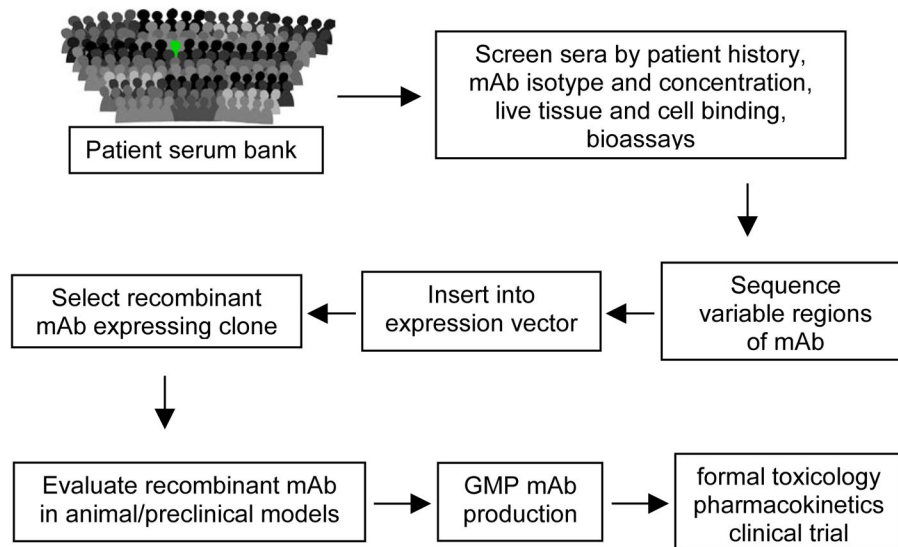 Patient serum bank
Screen sera by patient history,
mAb isotype and concentration,
live tissue and cell binding,
bioassays
Sequence
variable regions
of mAb
Insert into
expression vector
Select recombinant
mAb expressing clone
Evaluate recombinant mAb
in animal/preclinical models
GMP mAb
production
formal toxicology
pharmacokinetics
clinical trial